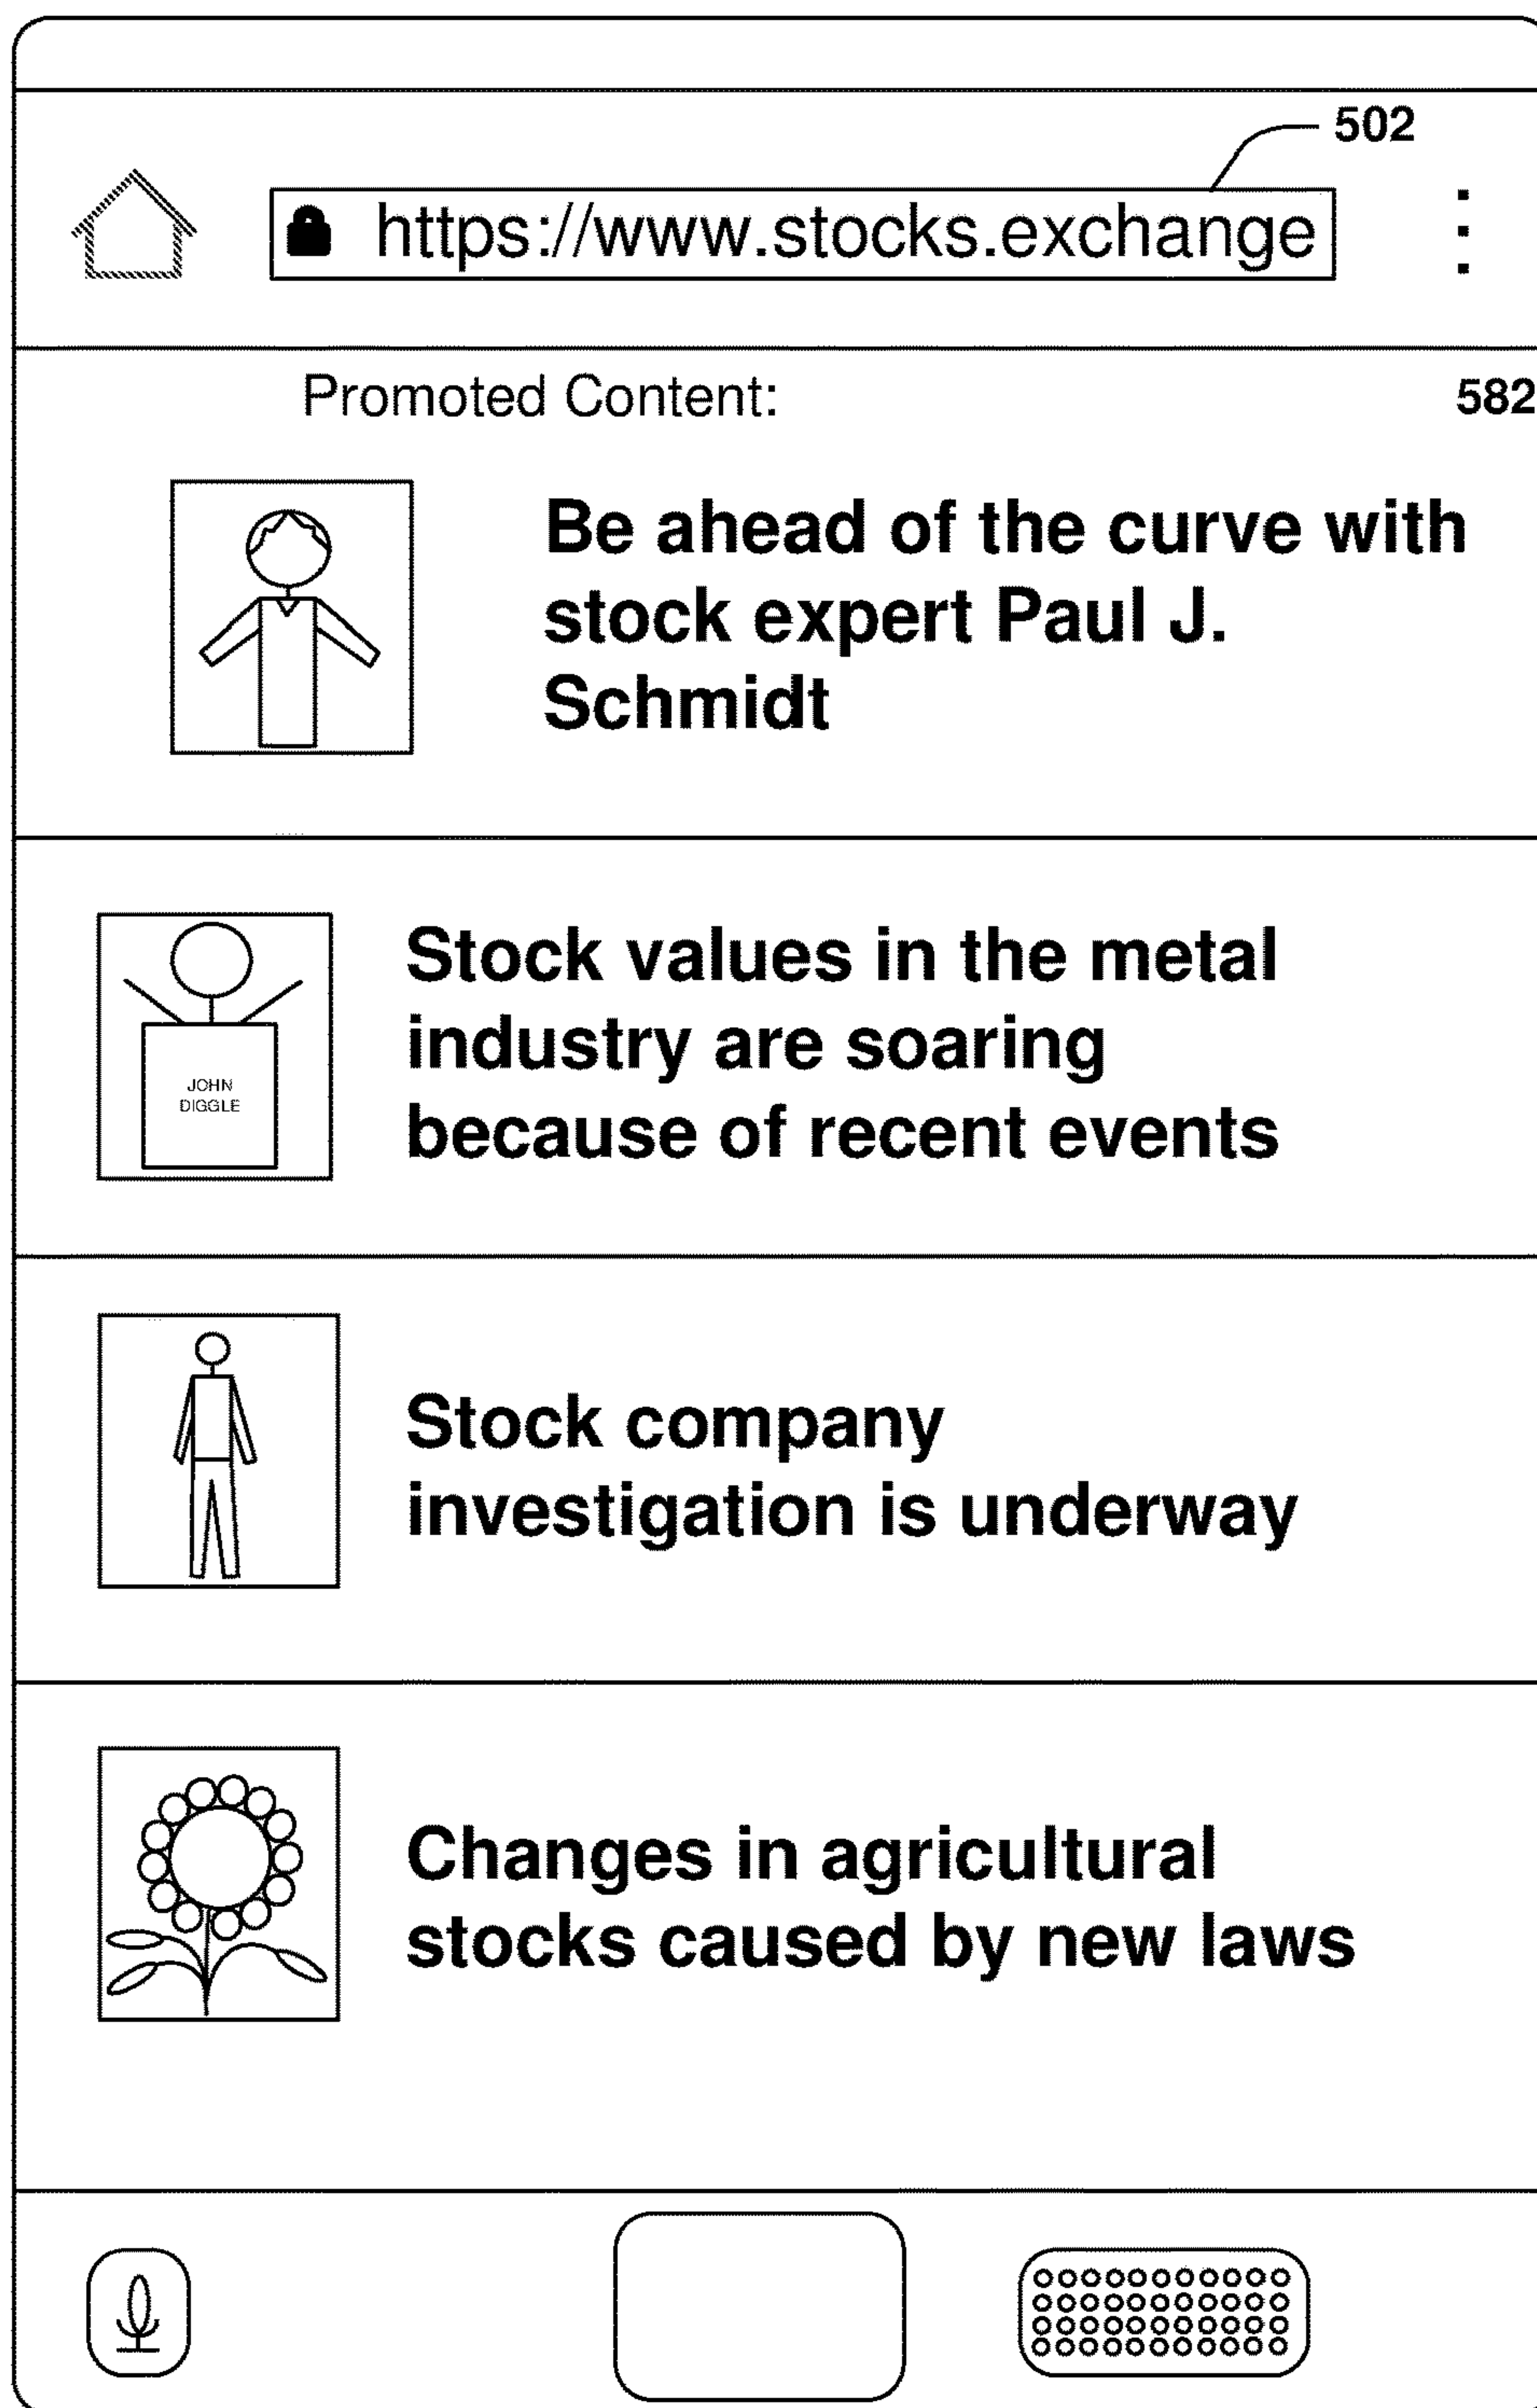 502
https://www.stocks.exchange
Promoted Content:
582
Be ahead of the curve with
stock expert Paul J.
Schmidt
JOHN
DIGGLE
Stock values in the metal
industry are soaring
because of recent events
Stock company
investigation is underway
Changes in agricultural
stocks caused by new laws